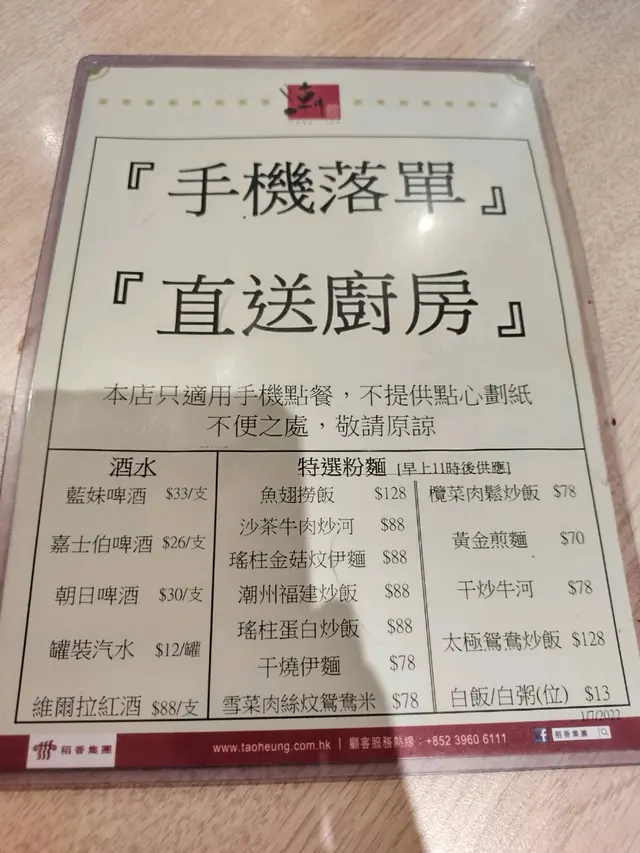 『手機落單』
『直送廚房』
本店只適用手機點餐，不提供點心劃紙
不便之處，敬請原諒
酒水
藍妹啤酒 $33/支
嘉士伯啤酒 $26/支
朝日啤酒 $30/支
罐裝汽水 $12/罐
維爾拉紅酒 $88/支
特選粉麵 [早上11時後供應]
魚翅撈飯 $128
沙茶牛肉炒河 $88
瑤柱金菇炆伊麵 $88
潮州福建炒飯 $88
瑤柱蛋白炒飯 $88
干燒伊麵 $78
雪菜肉絲炆鴛鴦米 $78
欖菜肉鬆炒飯 $78
黃金煎麵 $70
干炒牛河 $78
太極鴛鴦炒飯 $128
白飯/白粥(位) $13
1/7/2022
稻香集團 www.taoheung.com.hk | 顧客服務熱線：+852 3960 6111 f 稻香集團